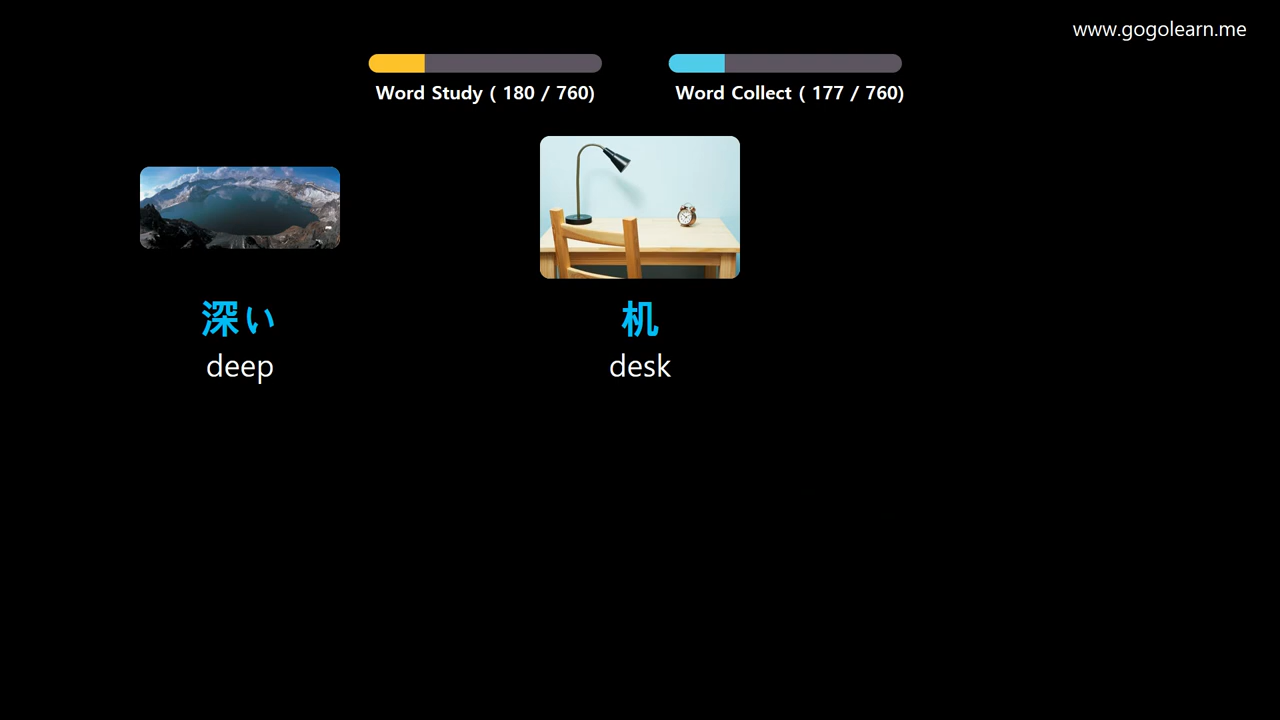 www.gogolearn.me
Word Study ( 180 / 760)
Word Collect ( 177 / 760)
深い
deep
机
desk